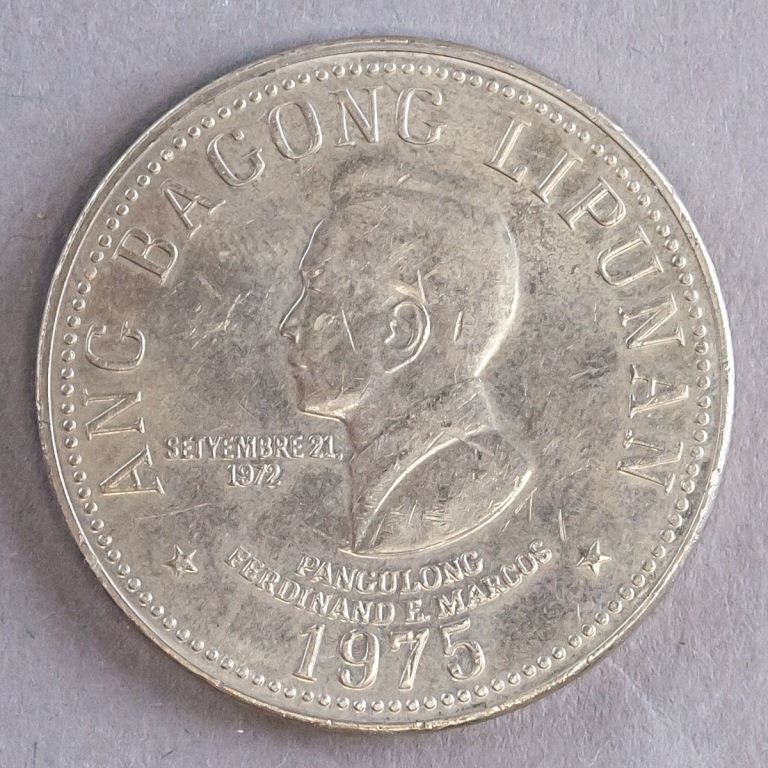 ANG BAGONG LIPUNAN
SETYEMBRE 21,
1972
PANGULONG
FERDINAND E. MARCOS
1975